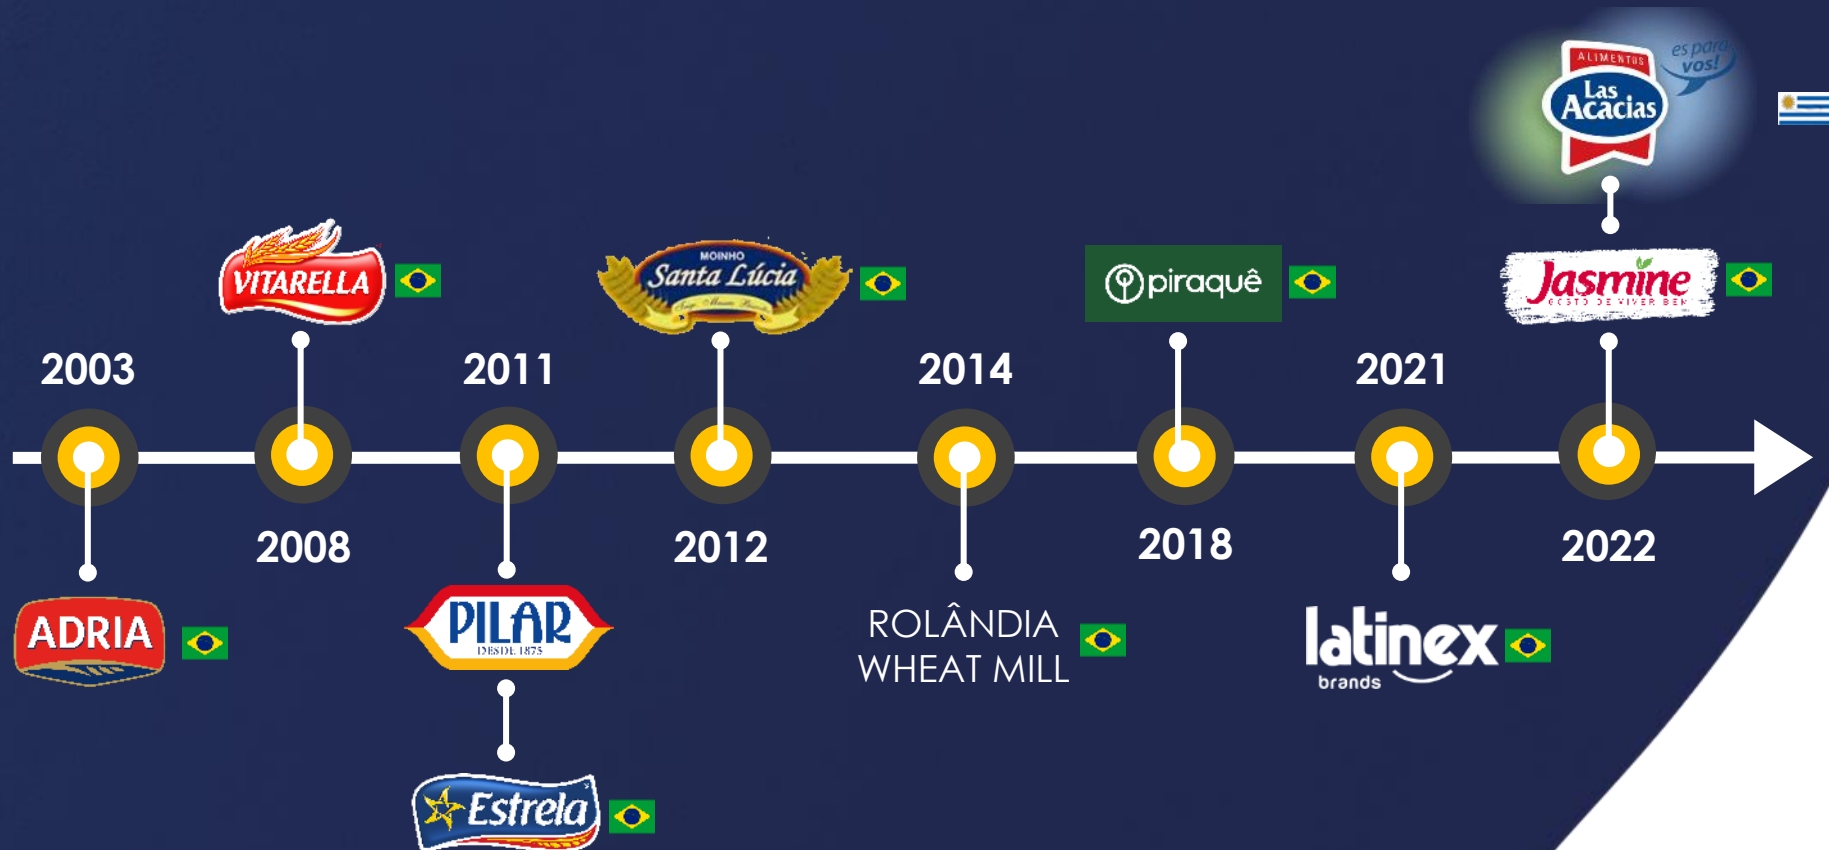 ALIMENTOS
Las
Acacias
es para
vos!
VITARELLA
MOINHO
Santa Lúcia
piraquê
Jasmine
GOSTO DE VIVER BEM
2003
2011
2014
2021
2008
2012
2018
2022
ADRIA
PILAR
DESDE 1875
ROLÂNDIA
WHEAT MILL
latinex
brands
Estrela